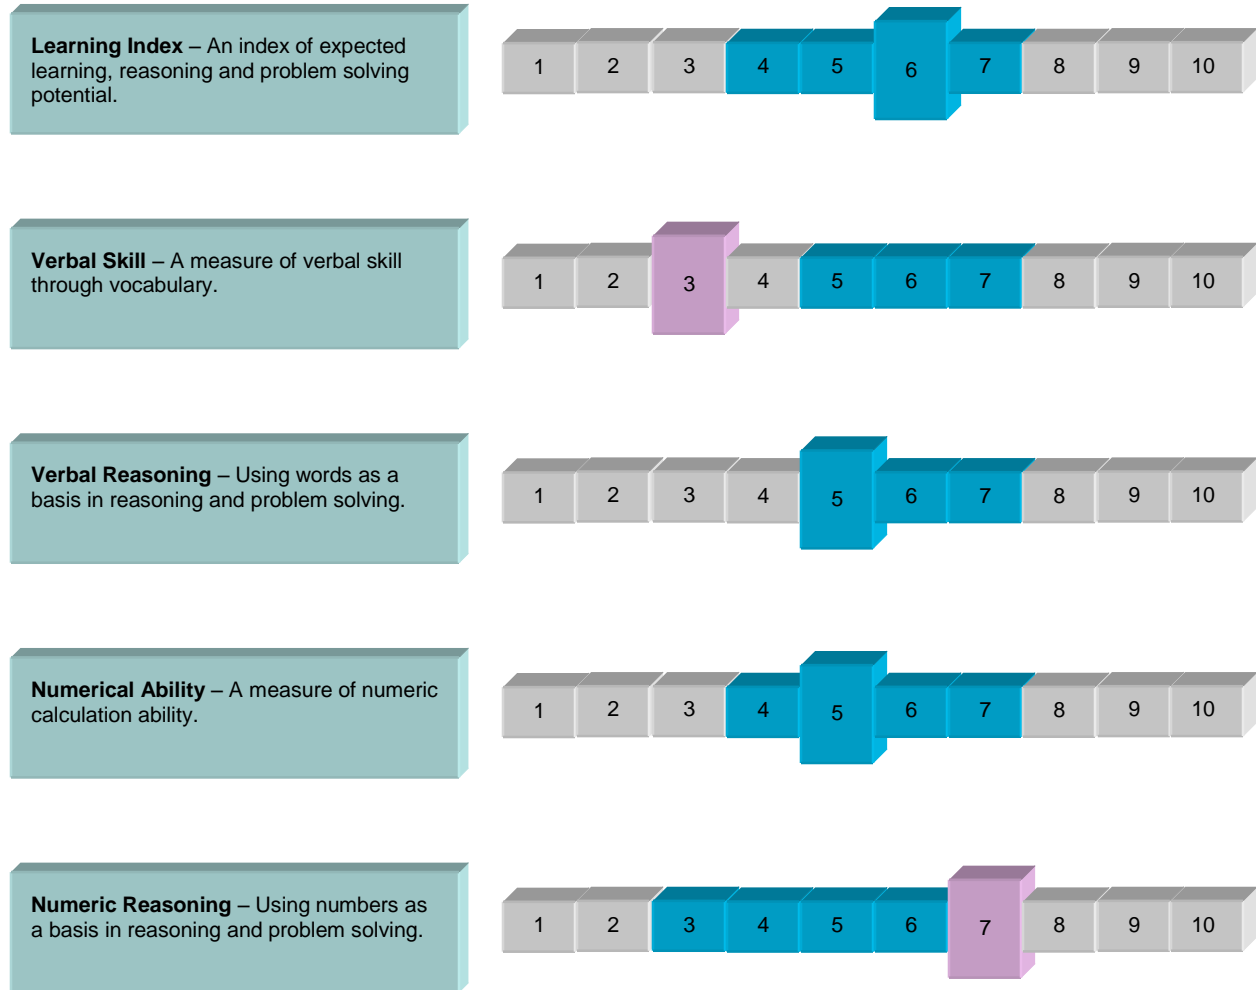 Learning Index – An index of expected
learning, reasoning and problem solving
potential.
1 2 3 4 5 6 7 8 9 10
Verbal Skill – A measure of verbal skill
through vocabulary.
1 2 3 4 5 6 7 8 9 10
Verbal Reasoning – Using words as a
basis in reasoning and problem solving.
1 2 3 4 5 6 7 8 9 10
Numerical Ability – A measure of numeric
calculation ability.
1 2 3 4 5 6 7 8 9 10
Numeric Reasoning – Using numbers as
a basis in reasoning and problem solving.
1 2 3 4 5 6 7 8 9 10